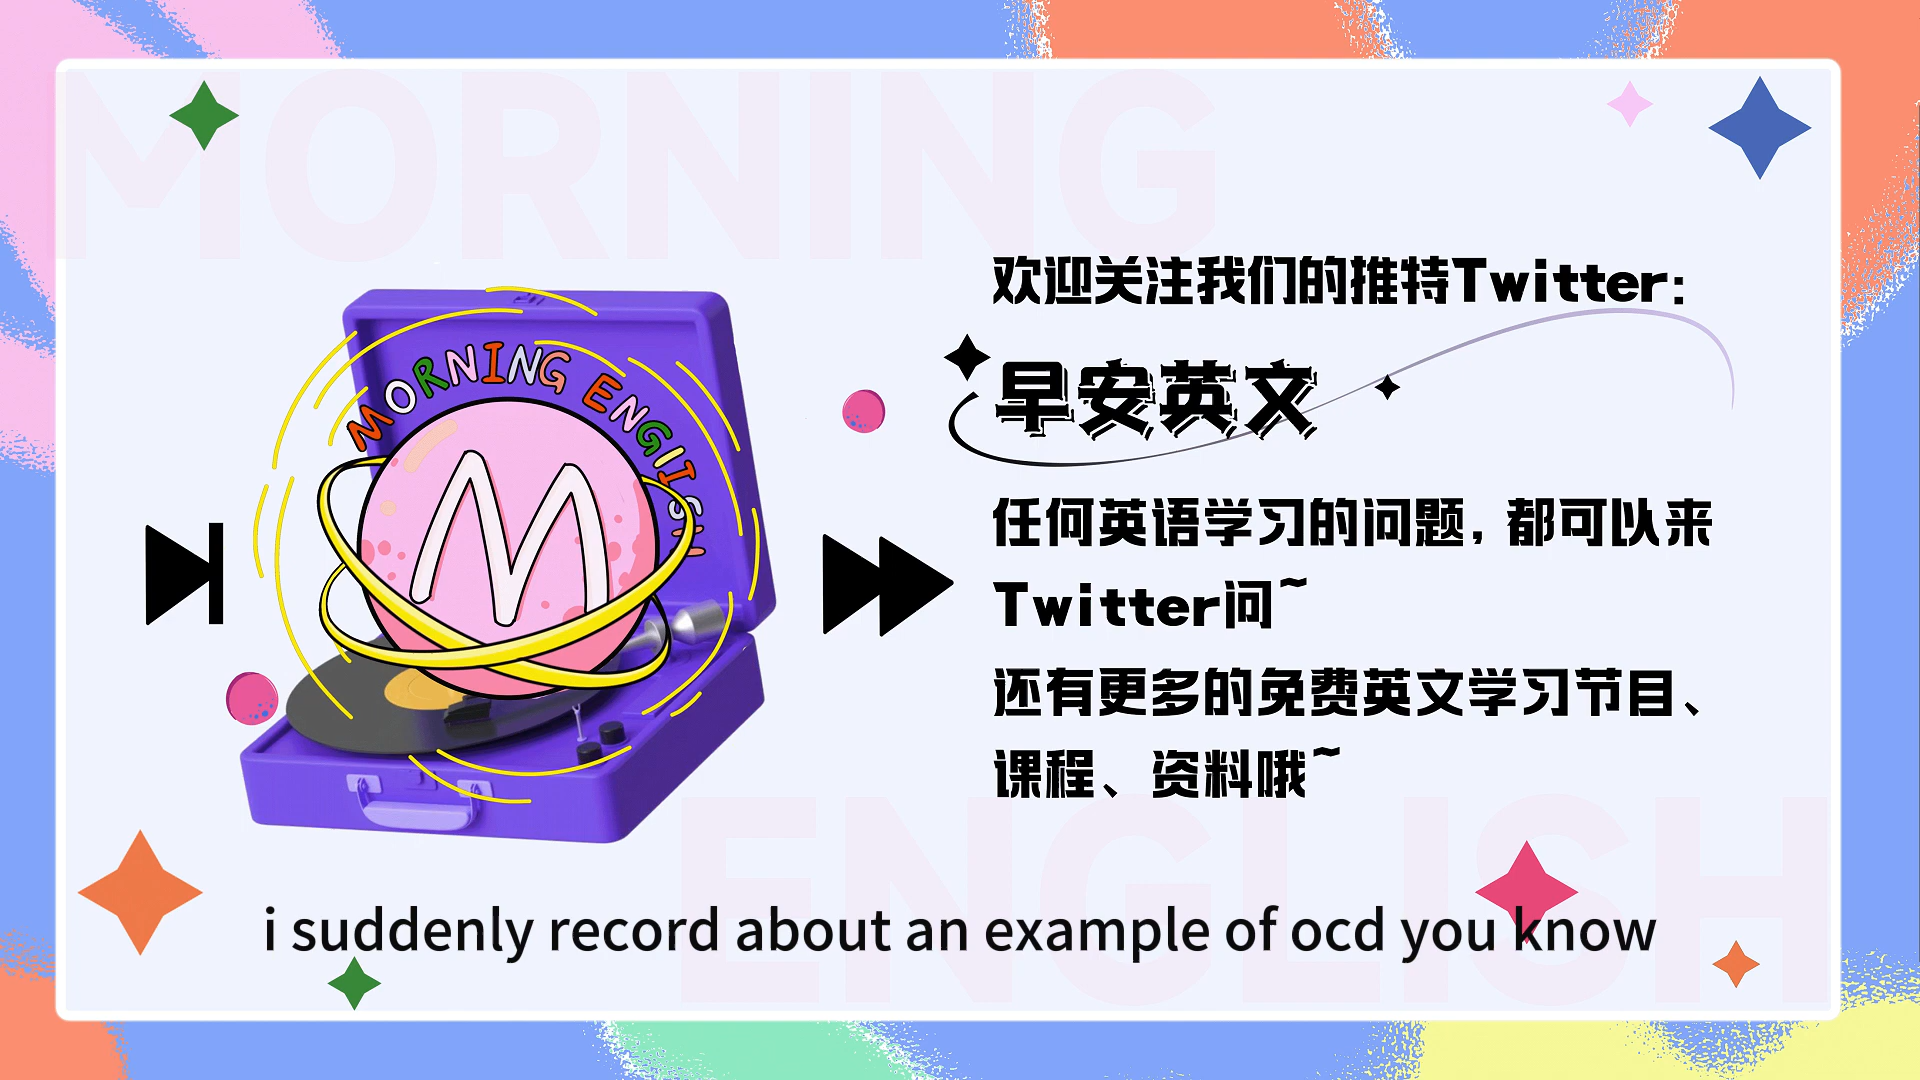 MORNING
欢迎关注我们的推特Twitter:
早安英文
MORNING ENGLISH
M
任何英语学习的问题, 都可以来
Twitter问~
还有更多的免费英文学习节目、
课程、资料哦~
ENGLISH
i suddenly record about an example of ocd you know